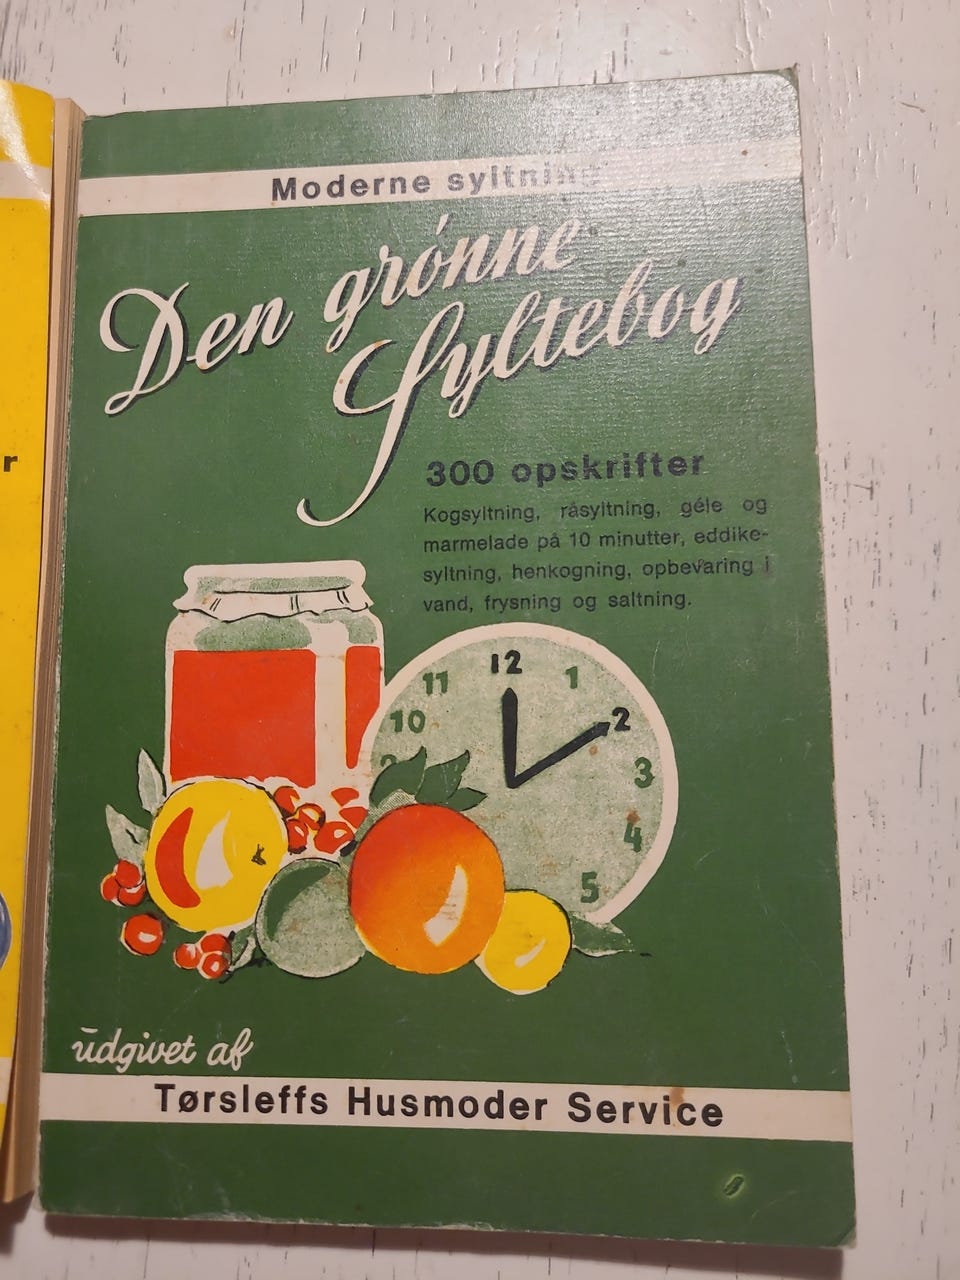 Moderne syltning
Den grønne
Syltebog
300 opskrifter
Kogsyltning, råsyltning, géle og
marmelade på 10 minutter, eddike-
syltning, henkogning, opbevaring i
vand, frysning og saltning.
12
11
1
10
2
3
4
5
udgivet af
Tørsleffs Husmoder Service
r